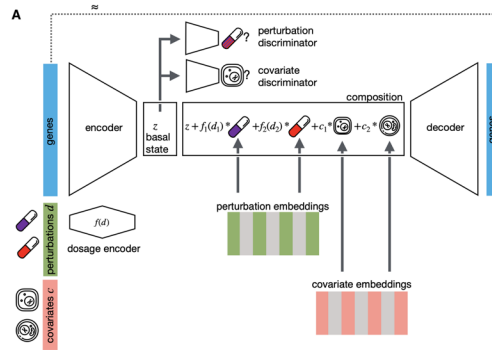 A
≈
perturbation
discriminator
?
covariate
discriminator
?
composition
genes
encoder
z
basal
state
z + f₁(d₁) * + f₂(d₂) * + c₁* + c₂ *
decoder
genes
perturbations d
f(d)
dosage encoder
perturbation embeddings
covariates c
covariate embeddings